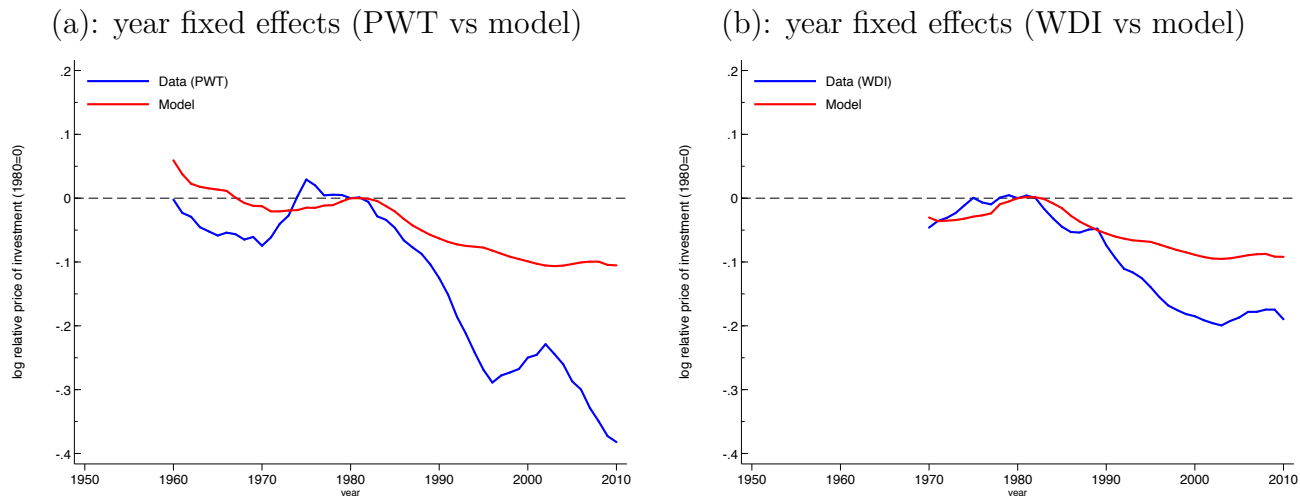 (a): year fixed effects (PWT vs model)
.2
.1
0
-.1
-.2
-.3
-.4
log relative price of investment (1980=0)
Data (PWT)
Model
1950
1960
1970
1980
1990
2000
2010
year
(b): year fixed effects (WDI vs model)
.2
.1
0
-.1
-.2
-.3
-.4
log relative price of investment (1980=0)
Data (WDI)
Model
1950
1960
1970
1980
1990
2000
2010
year